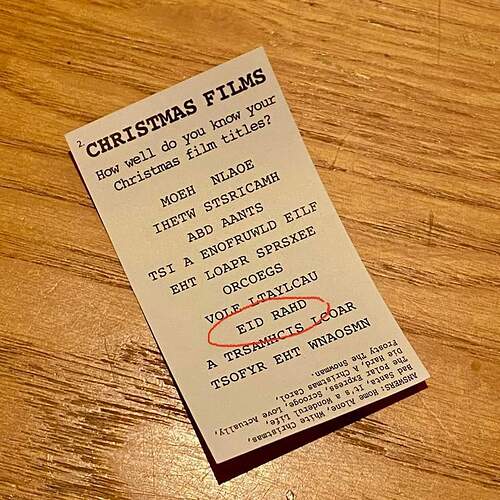 2
CHRISTMAS FILMS
How well do you know your
Christmas film titles?
MOEH NLAOE
IHETW STSRICAMH
ABD AANTS
TSI A ENOFRUWLD EILF
EHT LOAPR SPRSXEE
ORCOEGS
VOLE LTAYLCAU
EID RAHD
A TRSAMHCIS LCOAR
TSOFYR EHT WNAOSMN
ANSWERS: Home Alone, White Christmas,
Bad Santa, It's a Wonderul Life,
The Polar Express, Scrooge, Love Actually,
Die Hard, A Christmas Carol,
Frosty The Snowman.